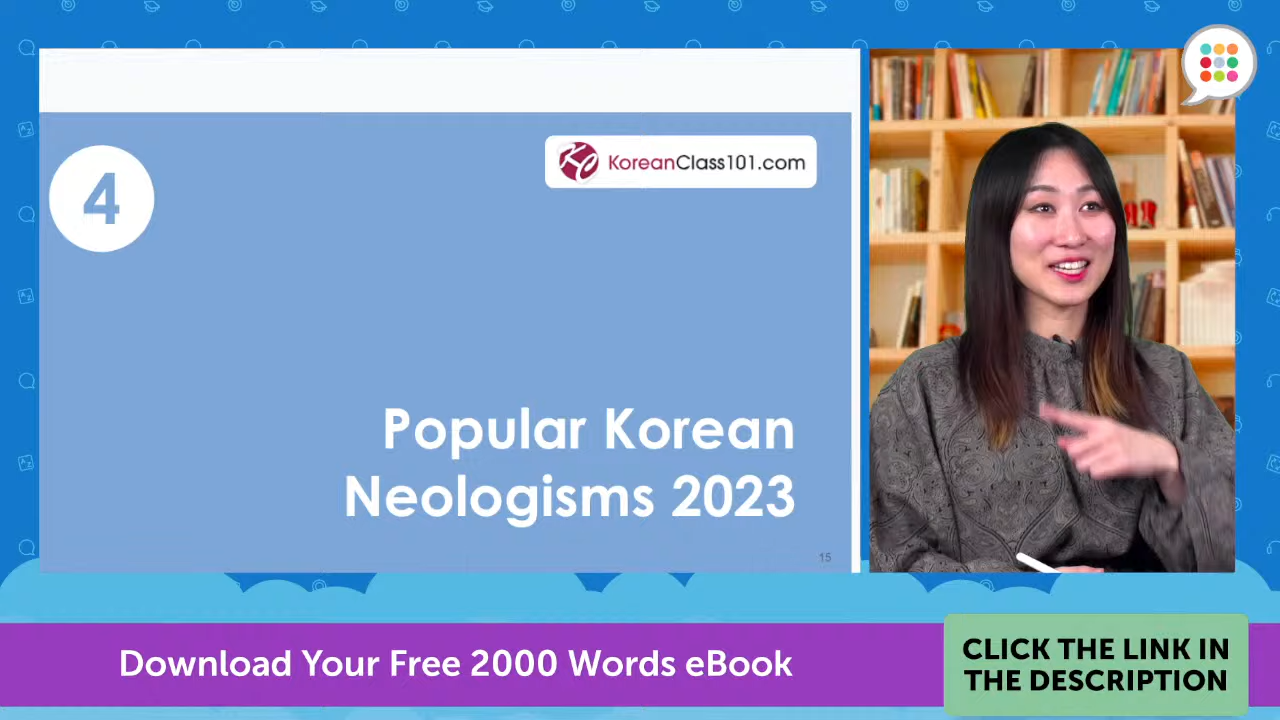 4
KoreanClass101.com
Popular Korean
Neologisms 2023
15
Download Your Free 2000 Words eBook
CLICK THE LINK IN
THE DESCRIPTION